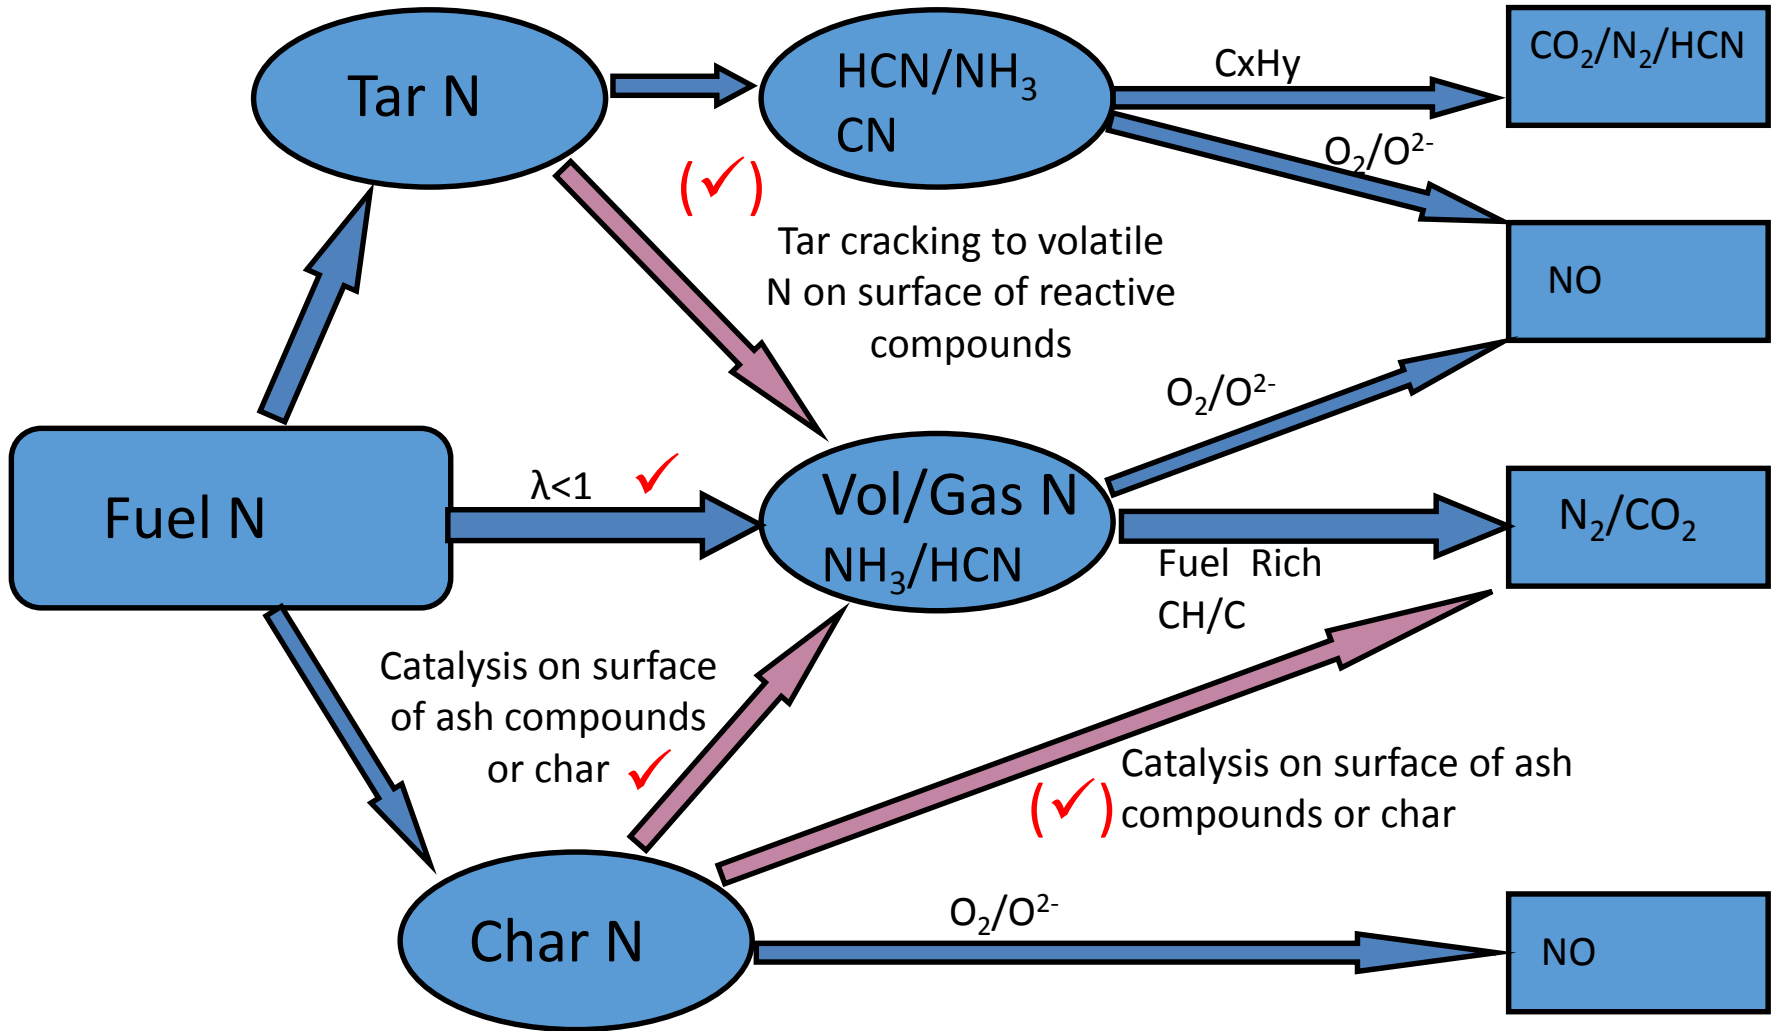 Tar N
HCN/NH₃
CN
CxHy
CO₂/N₂/HCN
O₂/O²⁻
(✓)
Tar cracking to volatile
N on surface of reactive
compounds
NO
O₂/O²⁻
Fuel N
λ<1 ✓
Vol/Gas N
NH₃/HCN
N₂/CO₂
Fuel Rich
CH/C
Catalysis on surface
of ash compounds
or char ✓
Catalysis on surface of ash
(✓) compounds or char
Char N
O₂/O²⁻
NO